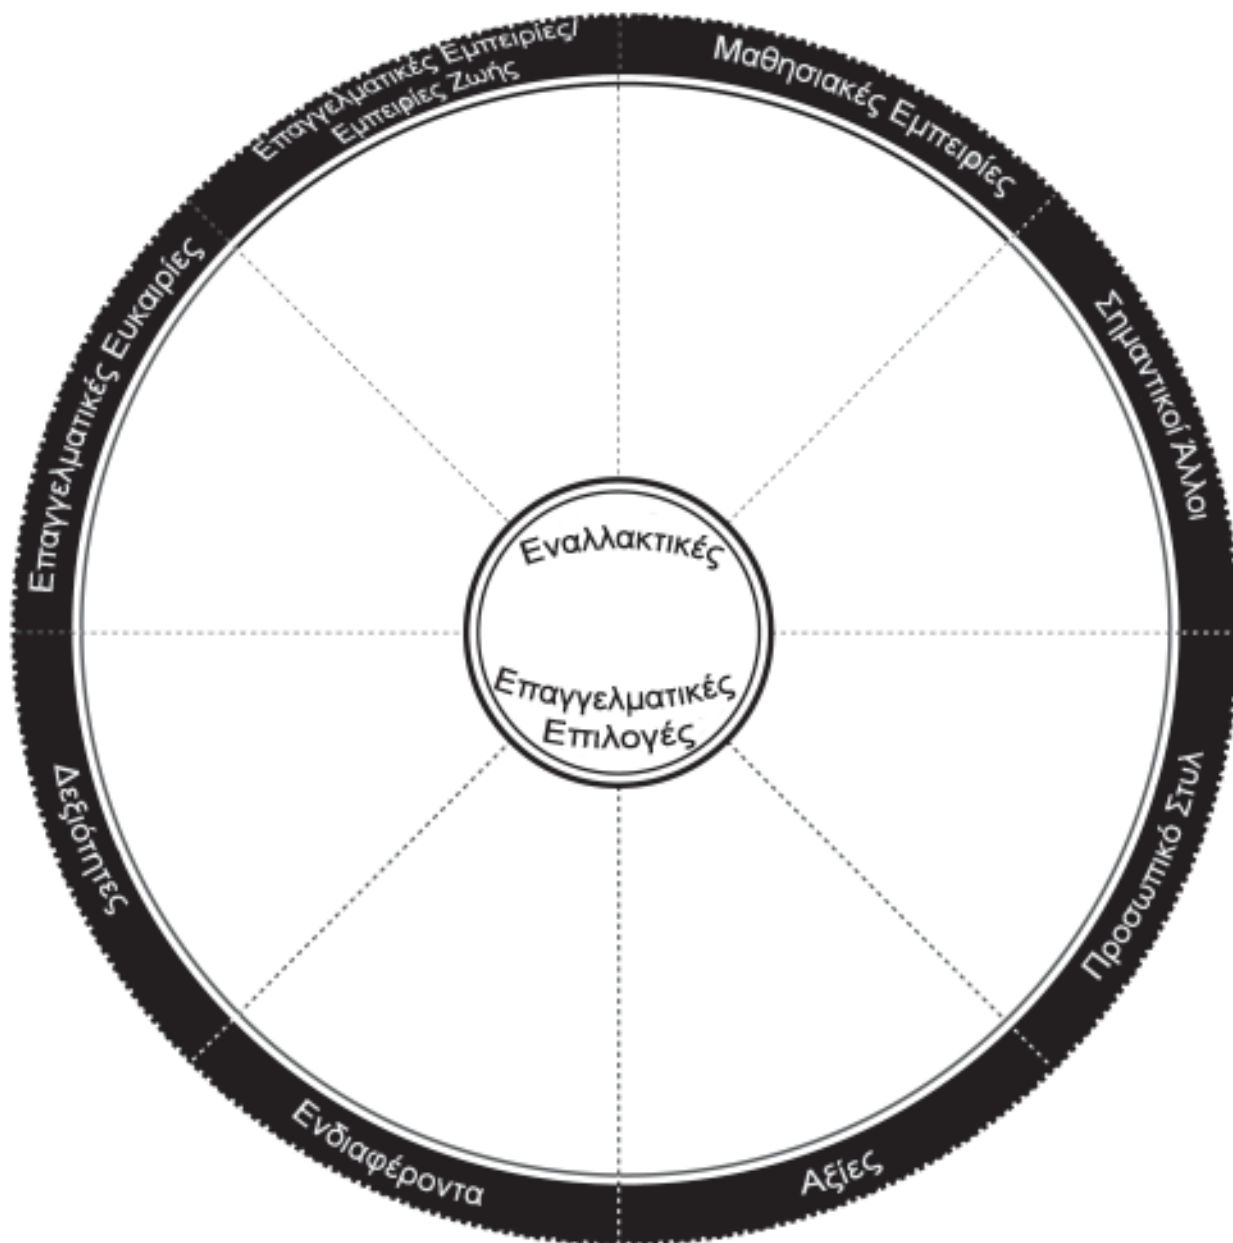 Επαγγελματικές Εμπειρίες/
Εμπειρίες Ζωής
Μαθησιακές Εμπειρίες
Σημαντικοί Άλλοι
Προσωπικό Στυλ
Αξίες
Ενδιαφέροντα
Δεξιότητες
Επαγγελματικές Ευκαιρίες
Εναλλακτικές
Επαγγελματικές
Επιλογές